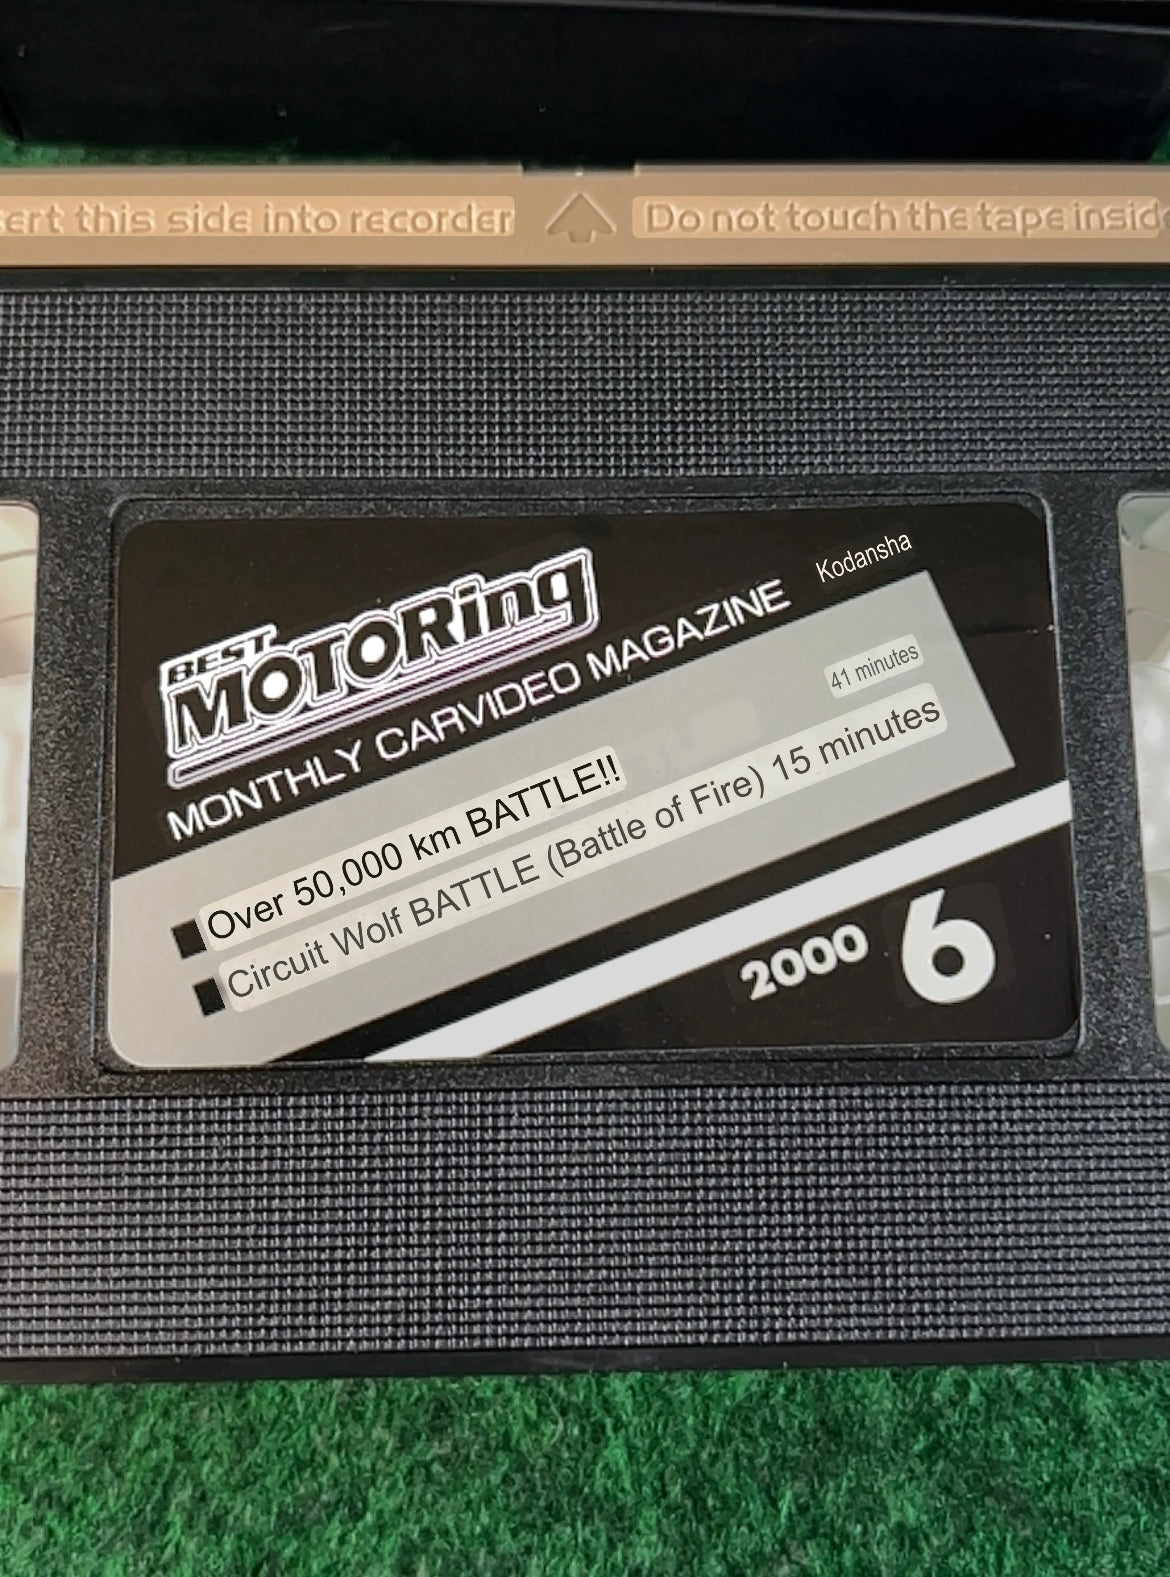 sert this side into recorder
Do not touch the tape insid
Kodansha
BEST
MOTORing
MONTHLY CARVIDEO MAGAZINE
41 minutes
■Over 50,000 km BATTLE!!
■Circuit Wolf BATTLE (Battle of Fire) 15 minutes
2000 6